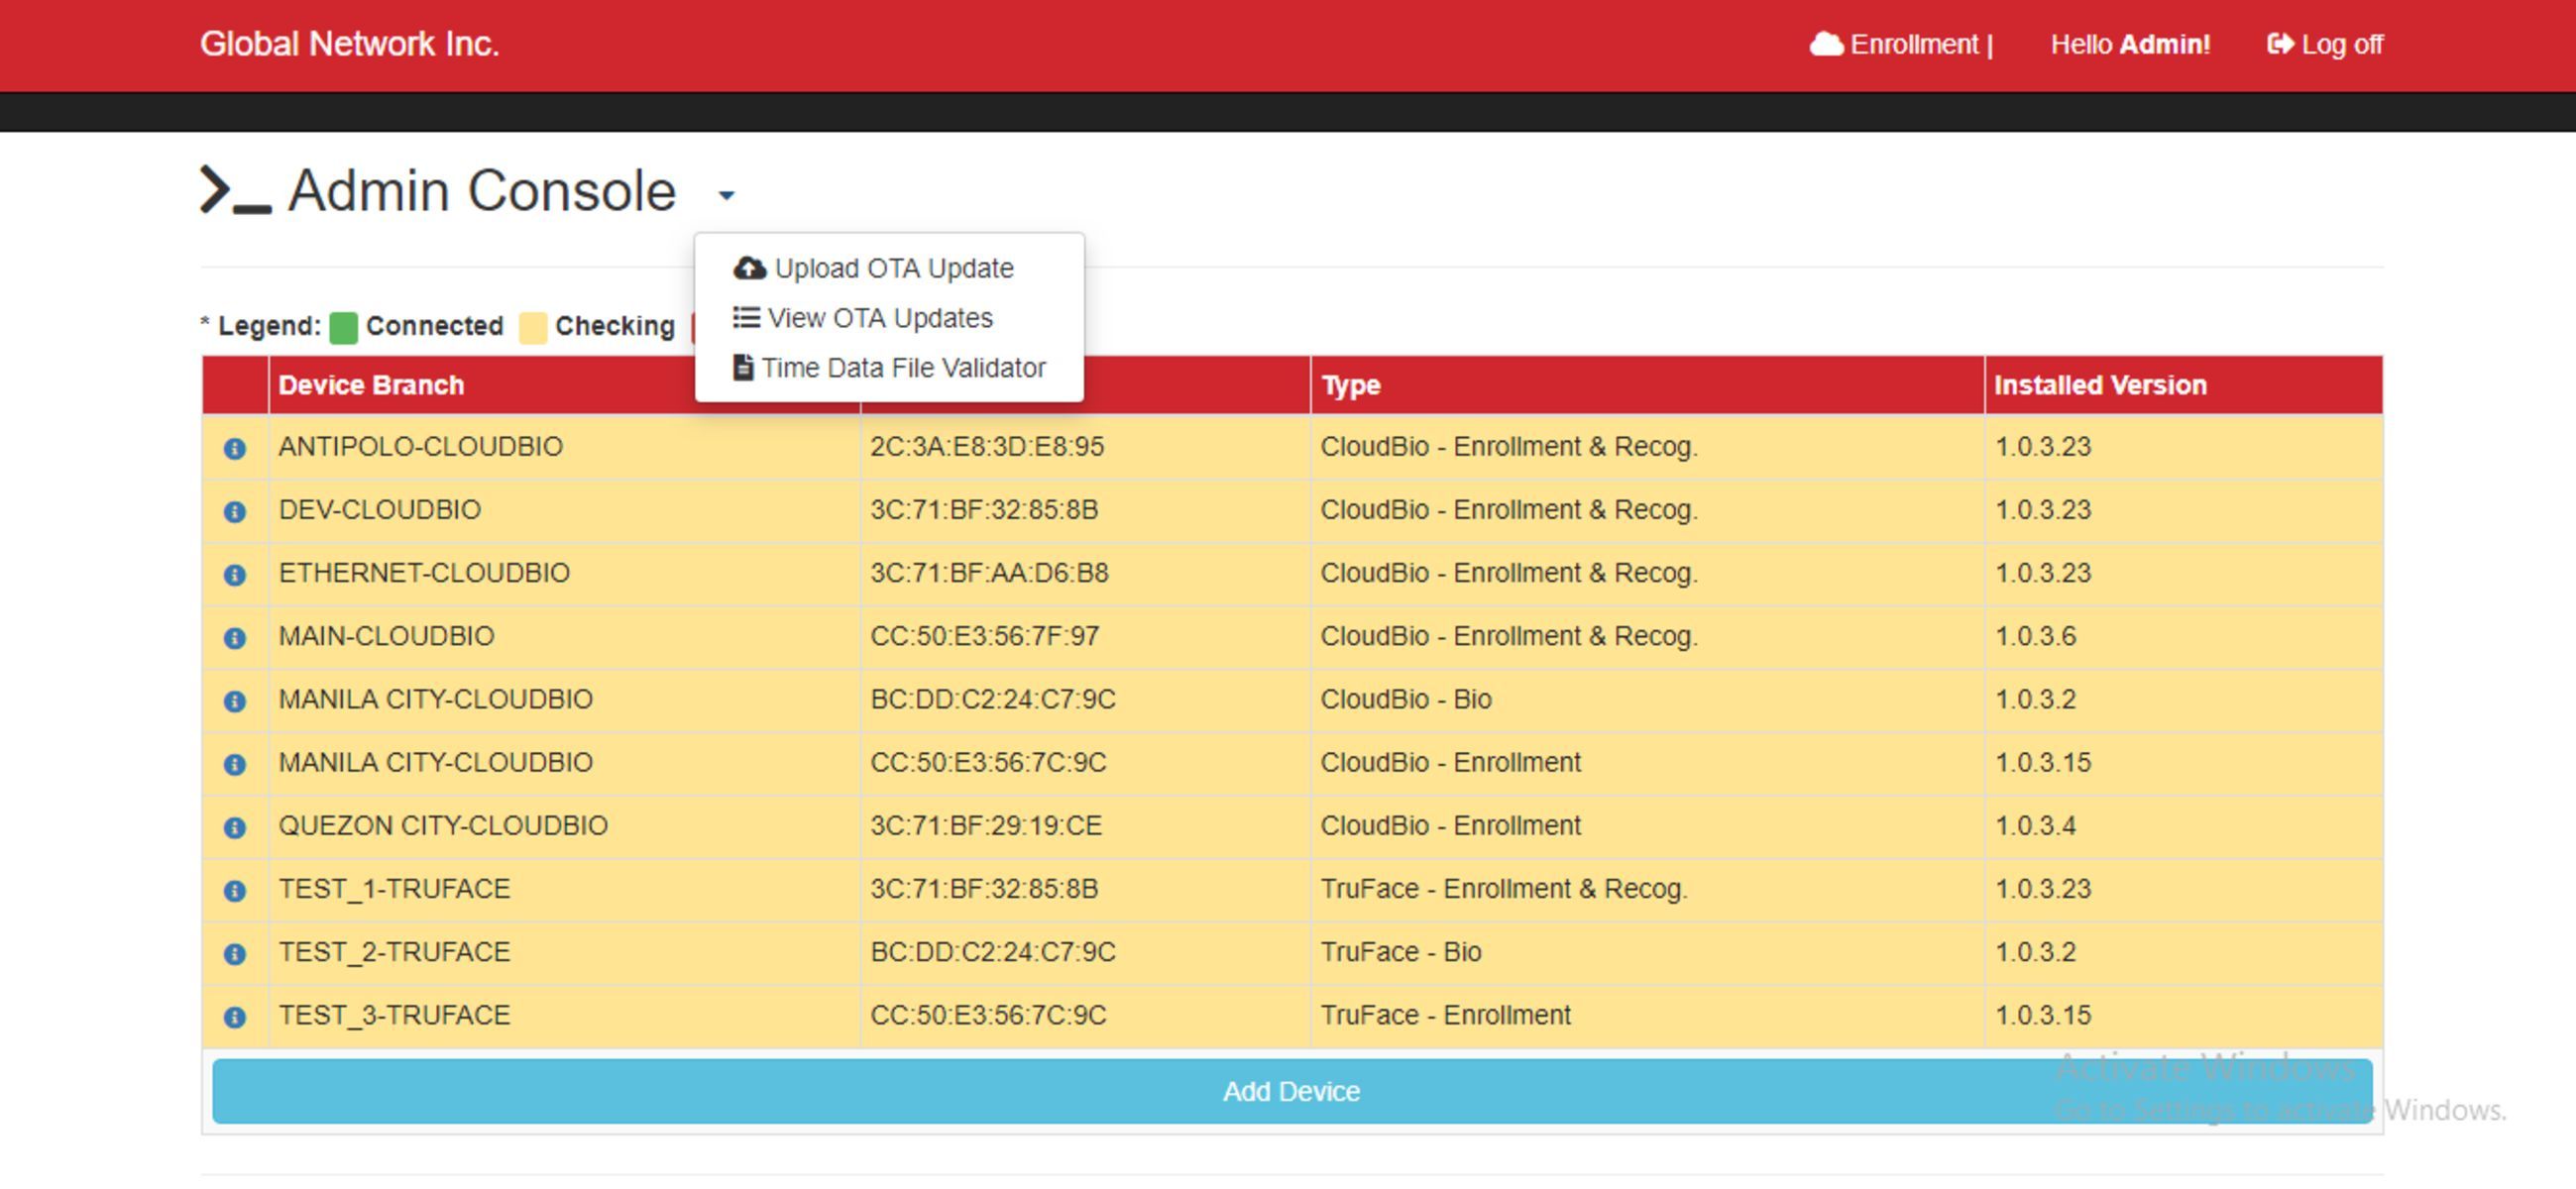 Global Network Inc. Enrollment | Hello Admin! Log off
Admin Console
Upload OTA Update
View OTA Updates
Time Data File Validator
* Legend: Connected Checking
Device Branch Type Installed Version
ANTIPOLO-CLOUDBIO 2C:3A:E8:3D:E8:95 CloudBio - Enrollment & Recog. 1.0.3.23
DEV-CLOUDBIO 3C:71:BF:32:85:8B CloudBio - Enrollment & Recog. 1.0.3.23
ETHERNET-CLOUDBIO 3C:71:BF:AA:D6:B8 CloudBio - Enrollment & Recog. 1.0.3.23
MAIN-CLOUDBIO CC:50:E3:56:7F:97 CloudBio - Enrollment & Recog. 1.0.3.6
MANILA CITY-CLOUDBIO BC:DD:C2:24:C7:9C CloudBio - Bio 1.0.3.2
MANILA CITY-CLOUDBIO CC:50:E3:56:7C:9C CloudBio - Enrollment 1.0.3.15
QUEZON CITY-CLOUDBIO 3C:71:BF:29:19:CE CloudBio - Enrollment 1.0.3.4
TEST_1-TRUFACE 3C:71:BF:32:85:8B TruFace - Enrollment & Recog. 1.0.3.23
TEST_2-TRUFACE BC:DD:C2:24:C7:9C TruFace - Bio 1.0.3.2
TEST_3-TRUFACE CC:50:E3:56:7C:9C TruFace - Enrollment 1.0.3.15
Add Device
Activate Windows
Go to Settings to activate Windows.